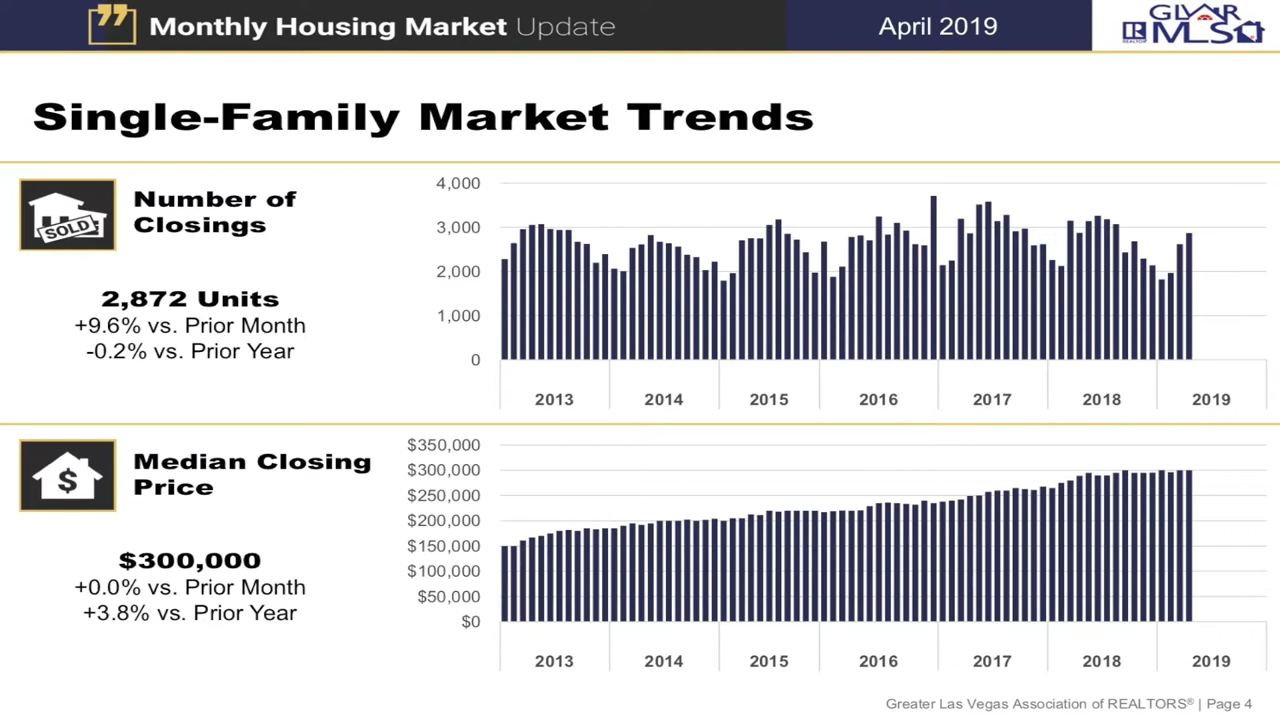 Monthly Housing Market Update
April 2019
GLVAR
REALTOR®
MLS
Single-Family Market Trends
SOLD
Number of
Closings
2,872 Units
+9.6% vs. Prior Month
-0.2% vs. Prior Year
4,000
3,000
2,000
1,000
0
2013 2014 2015 2016 2017 2018 2019
$
Median Closing
Price
$300,000
+0.0% vs. Prior Month
+3.8% vs. Prior Year
$350,000
$300,000
$250,000
$200,000
$150,000
$100,000
$50,000
$0
2013 2014 2015 2016 2017 2018 2019
Greater Las Vegas Association of REALTORS® | Page 4